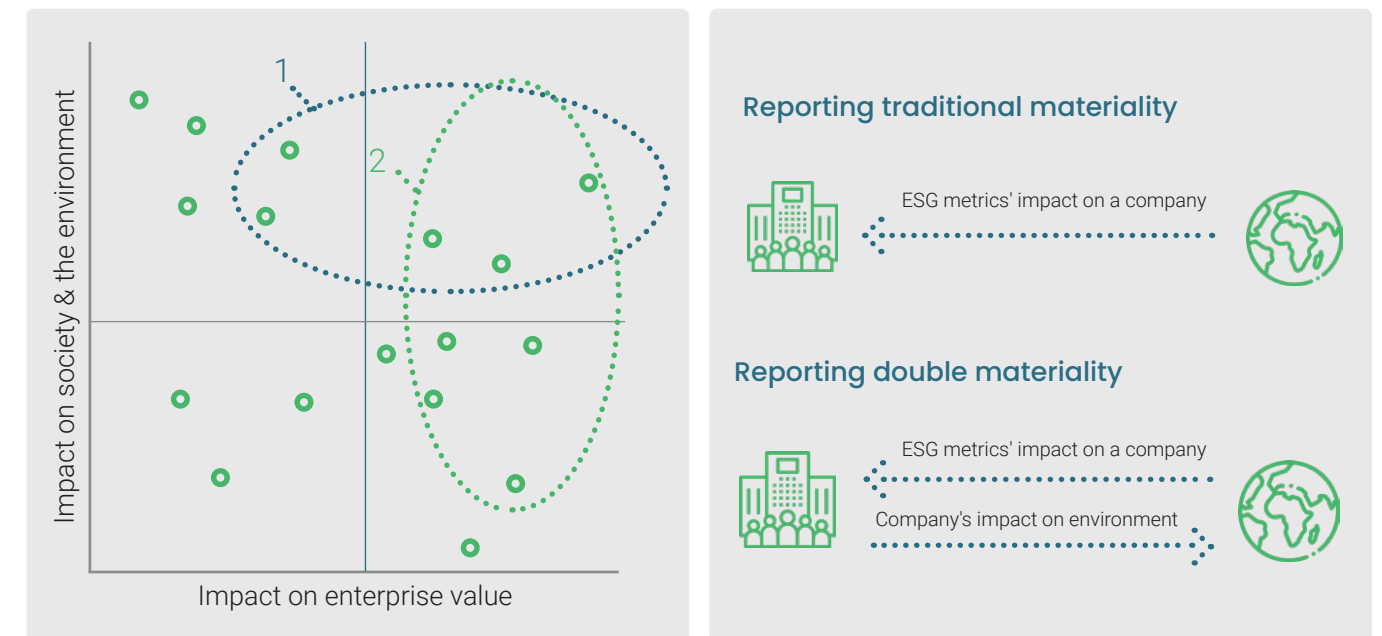 1
2
Impact on society & the environment
Impact on enterprise value
Reporting traditional materiality
ESG metrics' impact on a company
Reporting double materiality
ESG metrics' impact on a company
Company's impact on environment